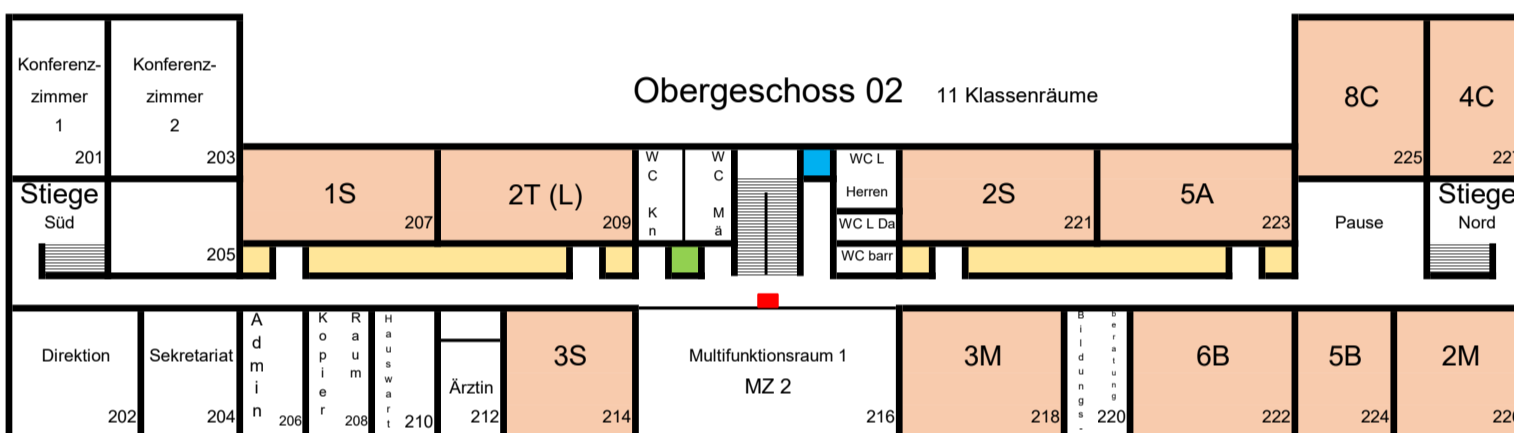 Obergeschoss 02 11 Klassenräume
Konferenz-
zimmer
1
201
Konferenz-
zimmer
2
203
8C
225
4C
227
Stiege
Süd
205
1S
207
2T (L)
209
WC Kn
WC Mä
WC L
Herren
WC L Da
WC barr
2S
221
5A
223
Pause
Stiege
Nord
Direktion
202
Sekretariat
204
Admin
206
Kopier
Raum
208
Hauswart
210
Ärztin
212
3S
214
Multifunktionsraum 1
MZ 2
216
3M
218
Bildungs-
beratung
220
6B
222
5B
224
2M